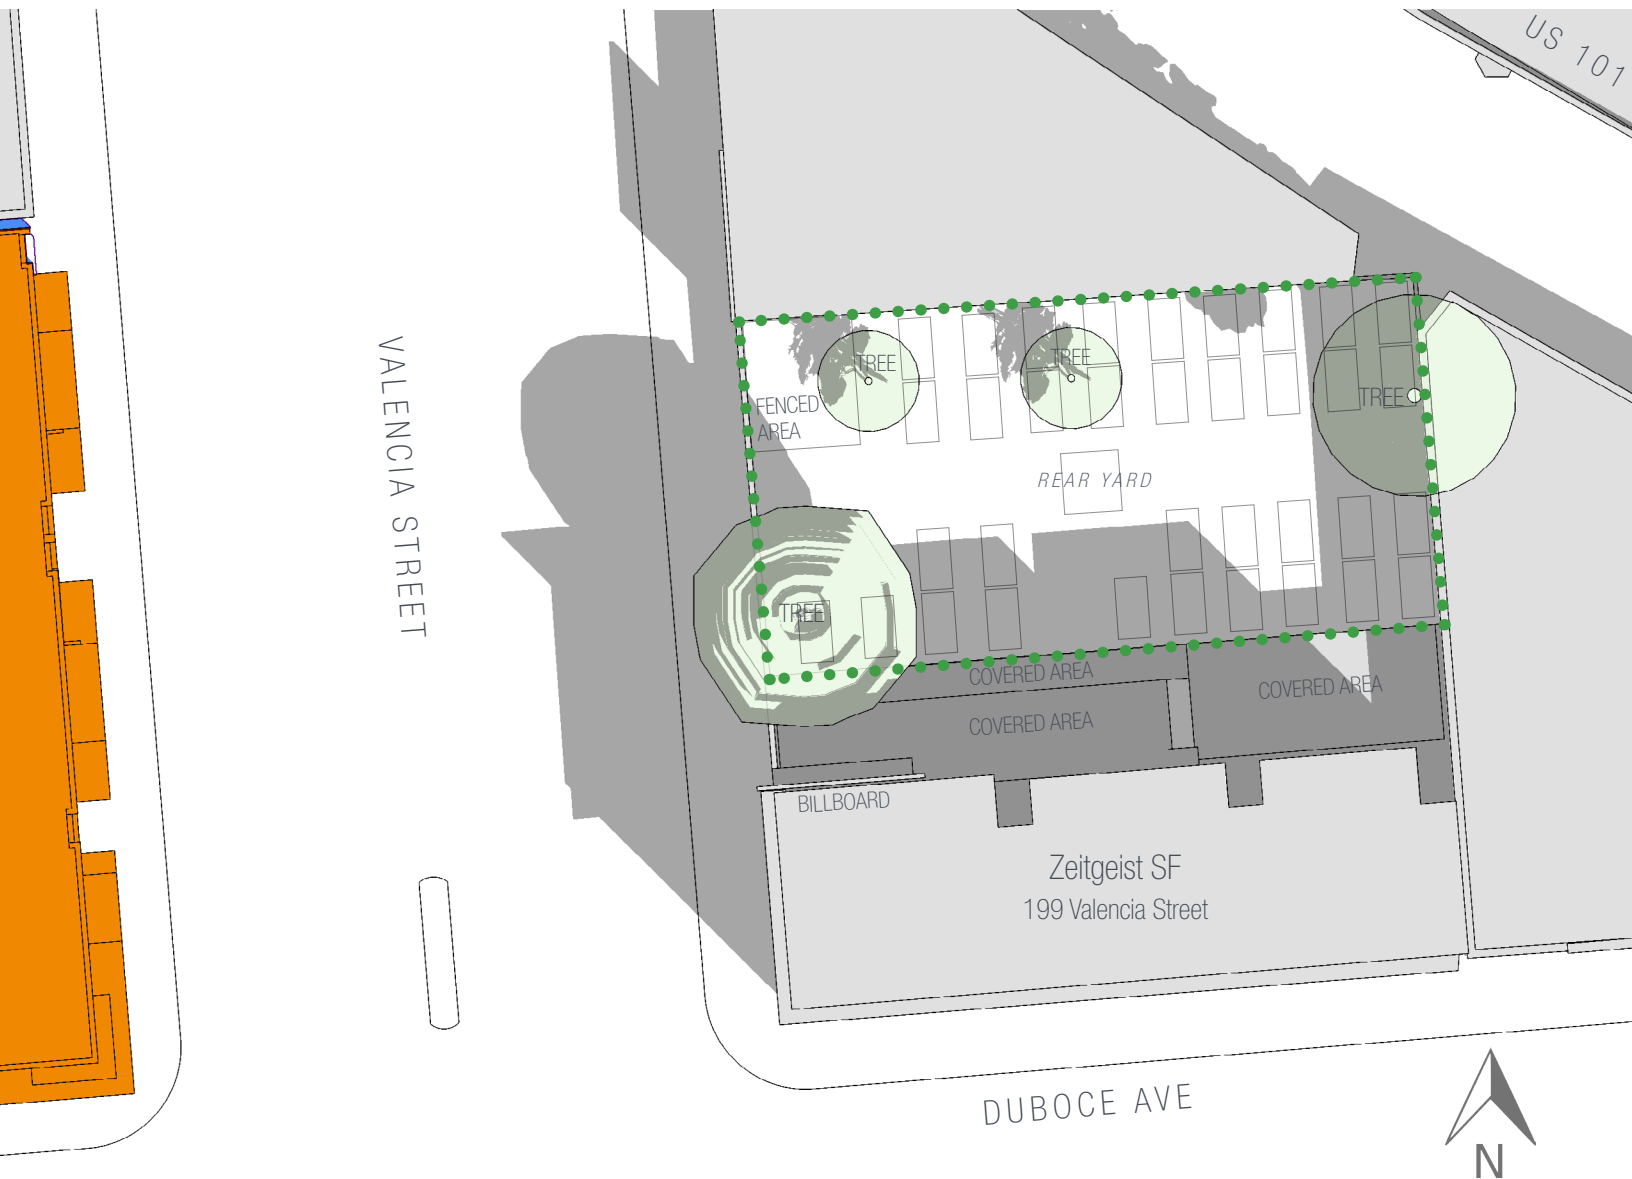 US 101
VALENCIA STREET
TREE
TREE
TREE
FENCED
AREA
REAR YARD
TREE
COVERED AREA
COVERED AREA
COVERED AREA
BILLBOARD
Zeitgeist SF
199 Valencia Street
DUBOCE AVE
N